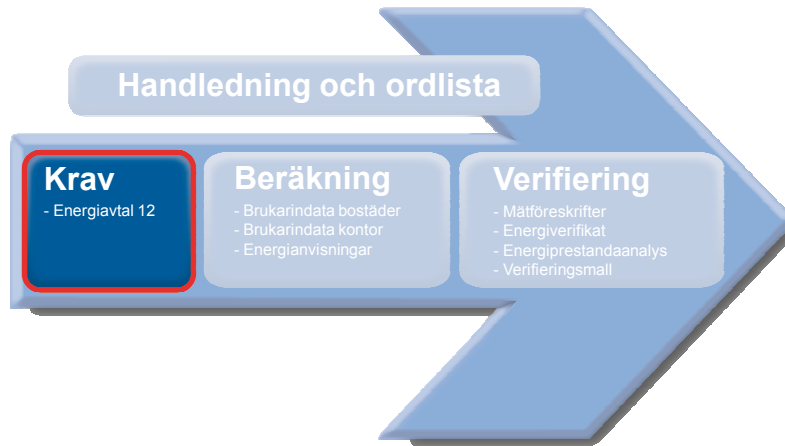 Handledning och ordlista
Krav
- Energiavtal 12
Beräkning
- Brukarindata bostäder
- Brukarindata kontor
- Energianvisningar
Verifiering
- Mätföreskrifter
- Energiverifikat
- Energiprestandaanalys
- Verifieringsmall